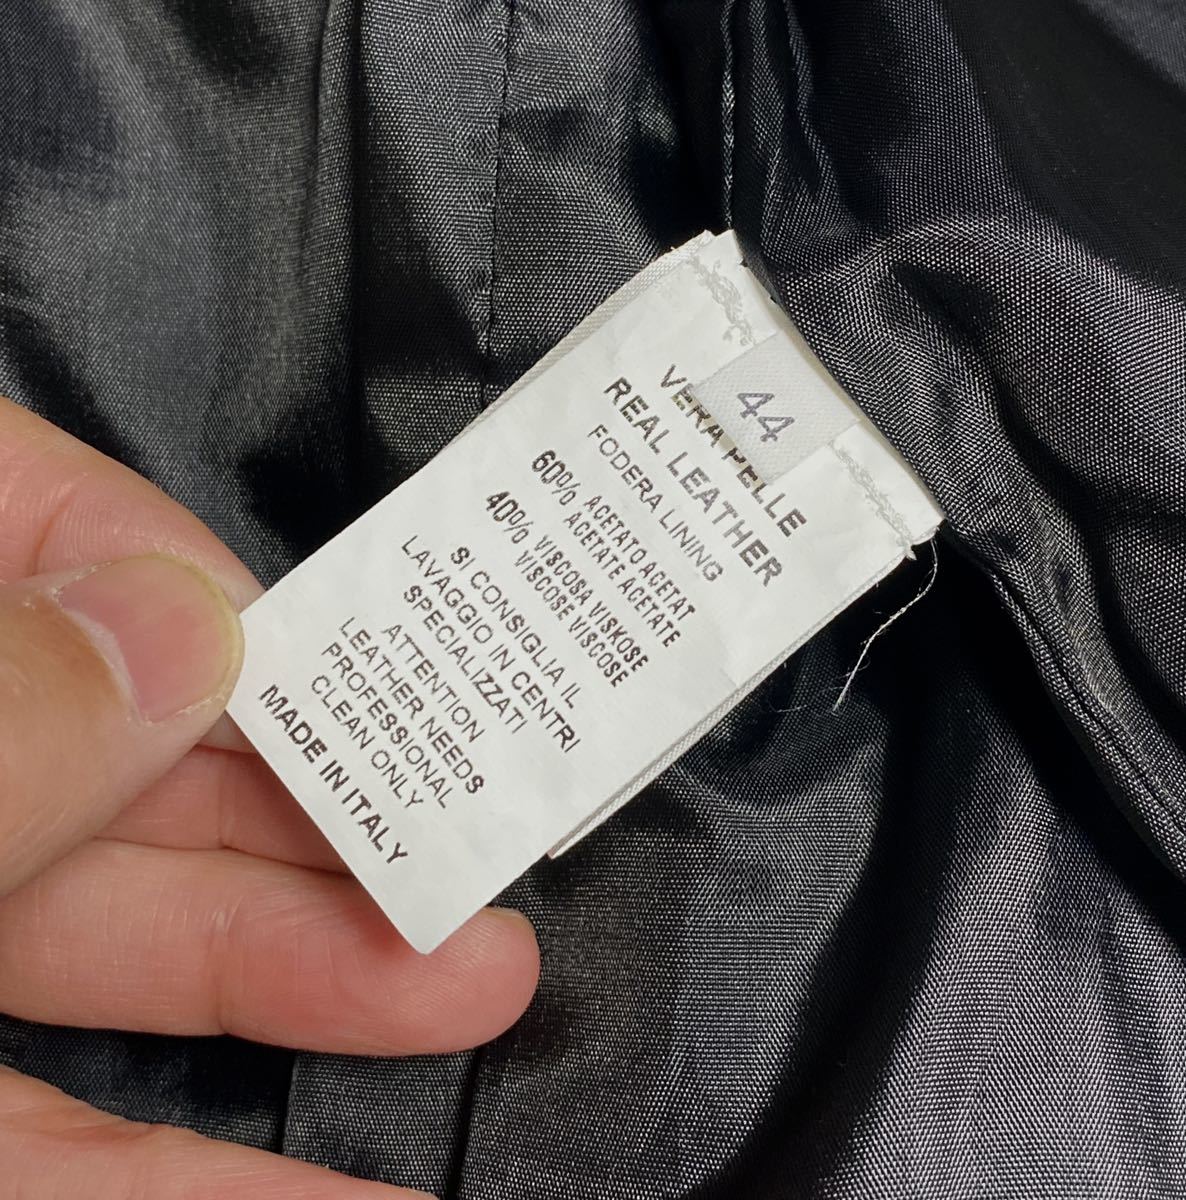 44
VERA PELLE
REAL LEATHER
FODERA LINING
60% ACETATO ACETAT
ACETATE ACETATE
40% VISCOSA VISKOSE
VISCOSE VISCOSE
SI CONSIGLIA IL
LAVAGGIO IN CENTRI
SPECIALIZZATI
ATTENTION
LEATHER NEEDS
PROFESSIONAL
CLEAN ONLY
MADE IN ITALY